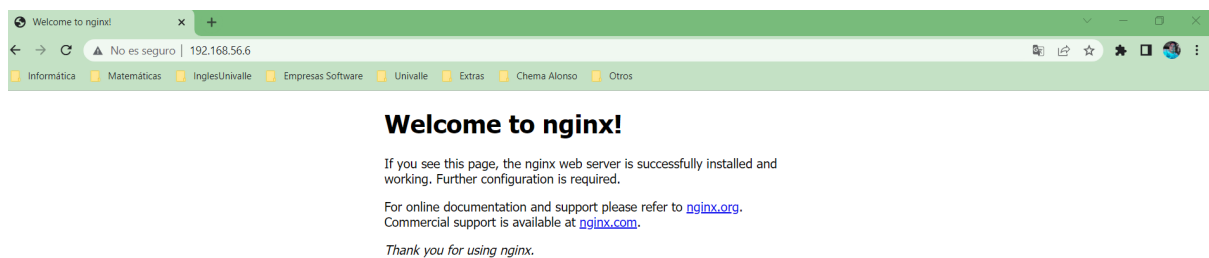 Welcome to nginx!
No es seguro | 192.168.56.6
Informática Matemáticas InglesUnivalle Empresas Software Univalle Extras Chema Alonso Otros
Welcome to nginx!
If you see this page, the nginx web server is successfully installed and
working. Further configuration is required.
For online documentation and support please refer to nginx.org.
Commercial support is available at nginx.com.
Thank you for using nginx.